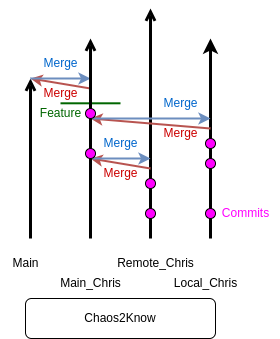 Merge
Merge
Merge
Feature
Merge
Merge
Merge
Commits
Main
Remote_Chris
Main_Chris
Local_Chris
Chaos2Know